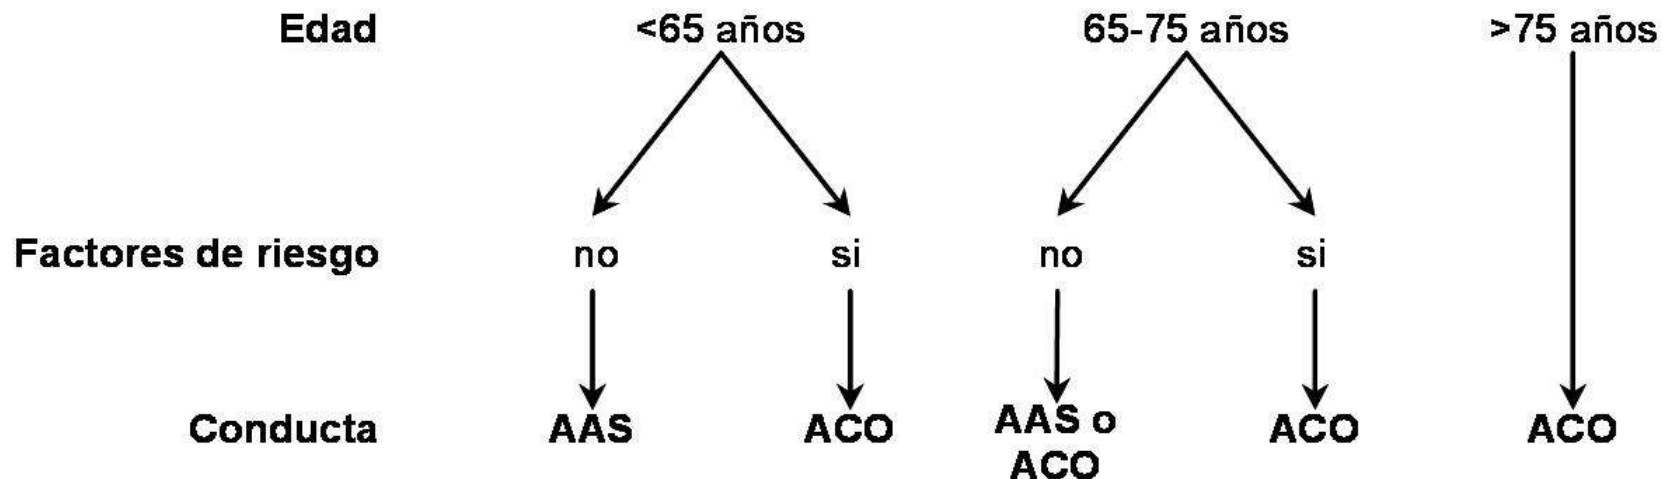 Edad <65 años 65-75 años >75 años
Factores de riesgo no si no si
Conducta AAS ACO AAS o ACO ACO
ACO